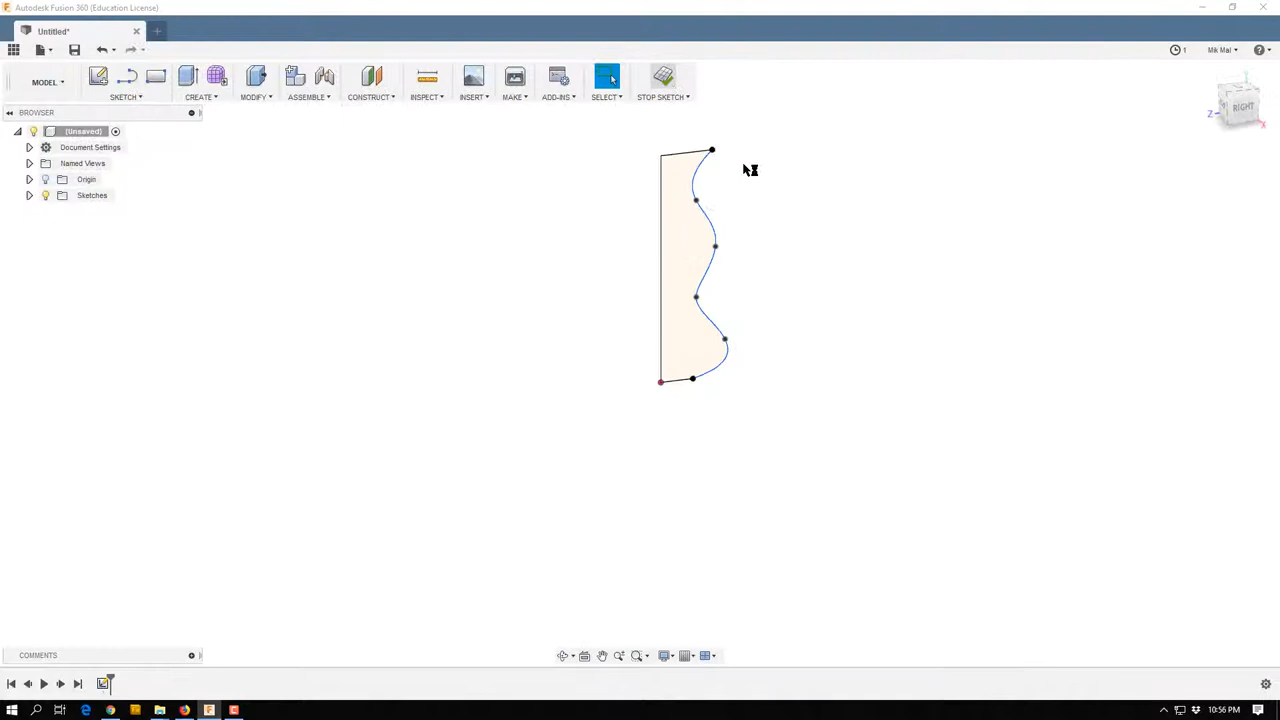 Autodesk Fusion 360 (Education License)
Untitled*
1
Mik Mal
MODEL
SKETCH
CREATE
MODIFY
ASSEMBLE
CONSTRUCT
INSPECT
INSERT
MAKE
ADD-INS
SELECT
STOP SKETCH
BROWSER
(Unsaved)
Document Settings
Named Views
Origin
Sketches
RIGHT
Z
X
COMMENTS
10:56 PM